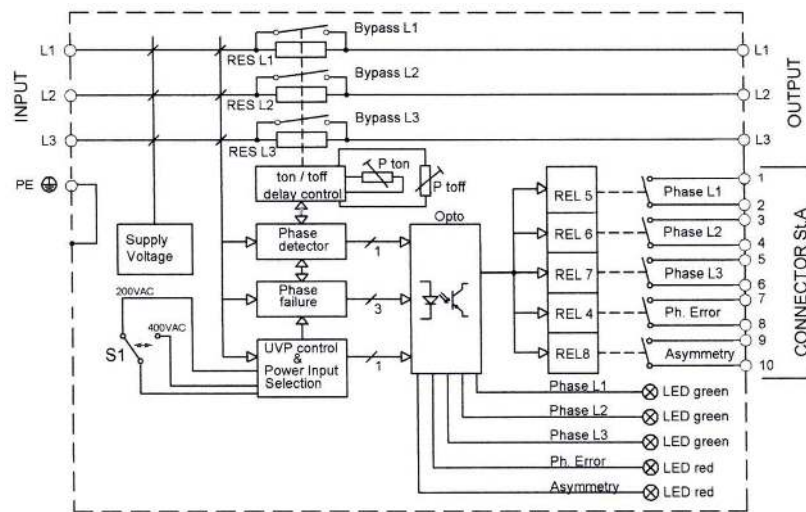 INPUT
L1
L2
L3
PE
RES L1
Bypass L1
RES L2
Bypass L2
RES L3
Bypass L3
L1
L2
L3
OUTPUT
ton / toff
delay control
P ton
P toff
Supply
Voltage
Phase
detector
Phase
failure
UVP control
&
Power Input
Selection
200VAC
400VAC
S1
1
3
1
Opto
REL 5
REL 6
REL 7
REL 4
REL8
Phase L1
Phase L2
Phase L3
Ph. Error
Asymmetry
1
2
3
4
5
6
7
8
9
10
CONNECTOR St.A
Phase L1
LED green
Phase L2
LED green
Phase L3
LED green
Ph. Error
LED red
Asymmetry
LED red